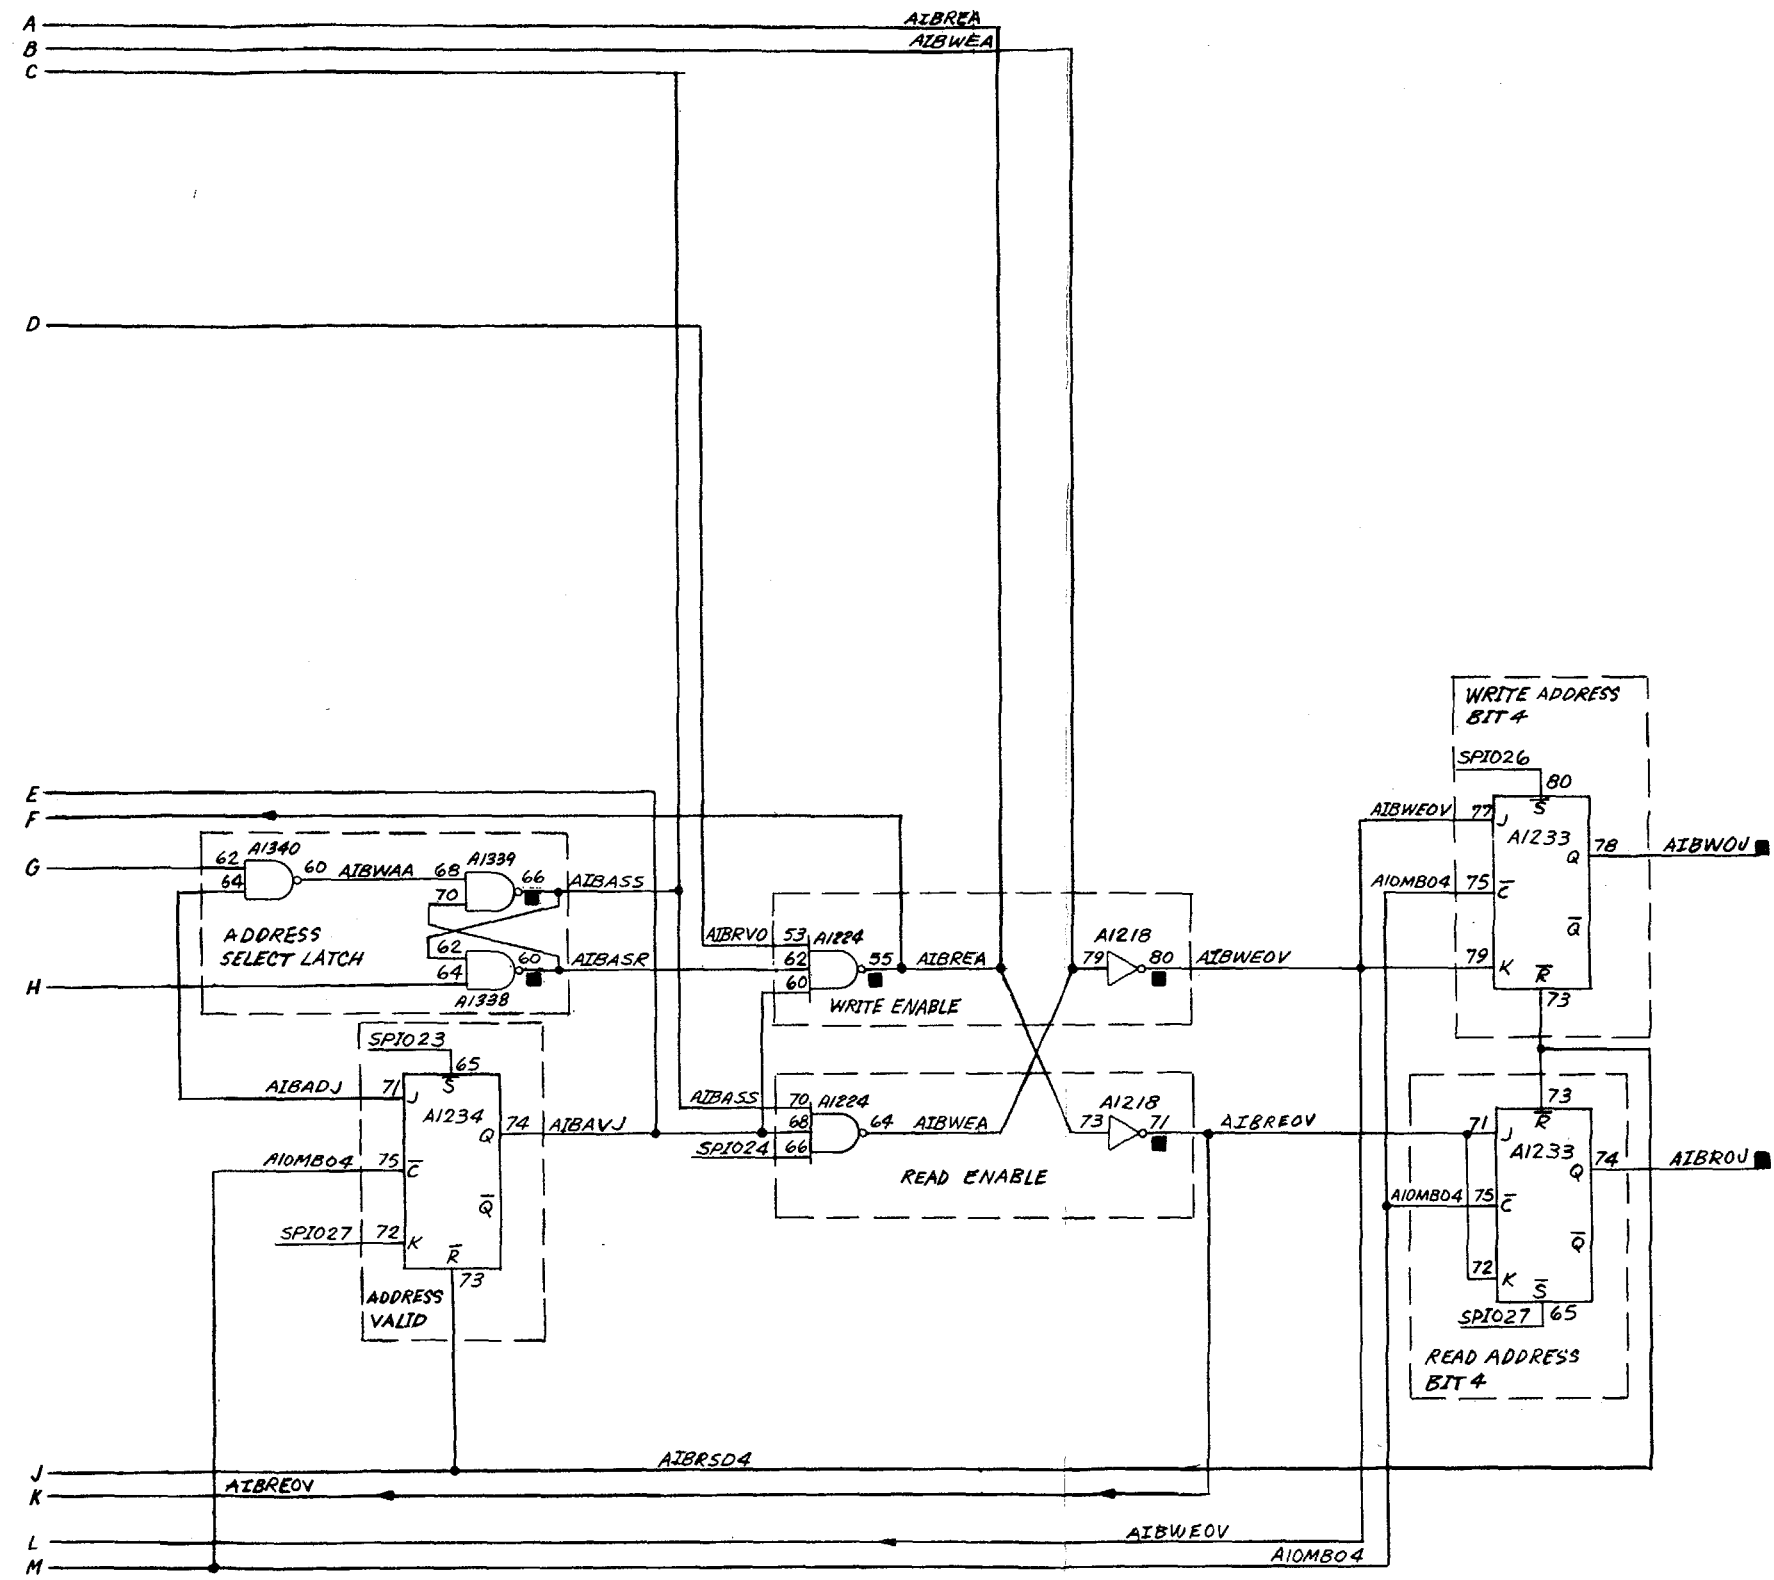 A
AIBREA
B
AIBWEA
C
D
E
F
G
62
A1340
64
60
AIBWAA
68
A1339
66
70
AIBASS
ADDRESS
SELECT LATCH
62
60
64
A1338
AIBASR
H
AIBRVO
53
A1224
62
60
55
AIBREA
WRITE ENABLE
A1218
79
80
AIBWEOV
WRITE ADDRESS
BIT 4
SPI026
80
S
AIBWEOV
77
J
A1233
Q
78
AIBWOJ
A10MB04
75
C
Q
79
K
R
73
SPI023
65
S
AIBADJ
71
J
A1234
Q
74
AIBAVJ
A10MB04
75
C
Q
SPI027
72
K
R
73
ADDRESS
VALID
AIBASS
70
A1224
68
SPI024
66
64
AIBWEA
READ ENABLE
A1218
73
71
AIBREOV
73
R
71
J
A1233
Q
74
AIBROJ
A10MB04
75
C
Q
72
K
S
SPI027
65
READ ADDRESS
BIT 4
J
AIBRSD4
K
AIBREOV
L
AIBWEOV
M
A10MB04